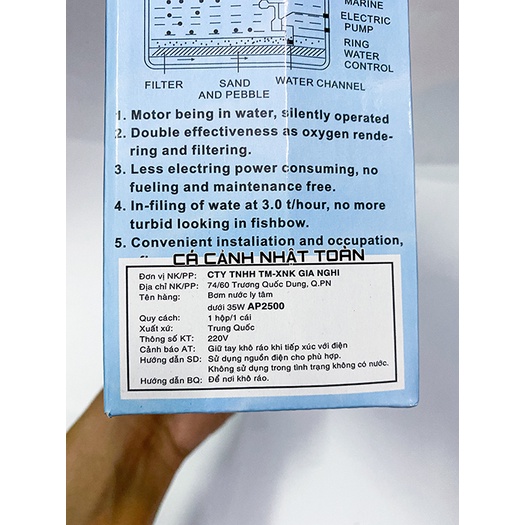 MARINE
ELECTRIC
PUMP
RING
WATER
CONTROL
FILTER
SAND
AND PEBBLE
WATER CHANNEL
1. Motor being in water, silently operated
2. Double effectiveness as oxygen rende-
ring and filtering.
3. Less electring power consuming, no
fueling and maintenance free.
4. In-filing of wate at 3.0 t/hour, no more
turbid looking in fishbow.
5. Convenient instaliation and occupation,
CÁ CẢNH NHẬT TOÀN
Đơn vị NK/PP: CTY TNHH TM-XNK GIA NGHI
Địa chỉ NK/PP: 74/60 Trương Quốc Dung, Q.PN
Tên hàng: Bơm nước ly tâm
dưới 35W AP2500
Quy cách: 1 hộp/1 cái
Xuất xứ: Trung Quốc
Thông số KT: 220V
Cảnh báo AT: Giữ tay khô ráo khi tiếp xúc với điện
Hướng dẫn SD: Sử dụng nguồn điện cho phù hợp.
Không sử dụng trong tình trạng không có nước.
Hướng dẫn BQ: Để nơi khô ráo.